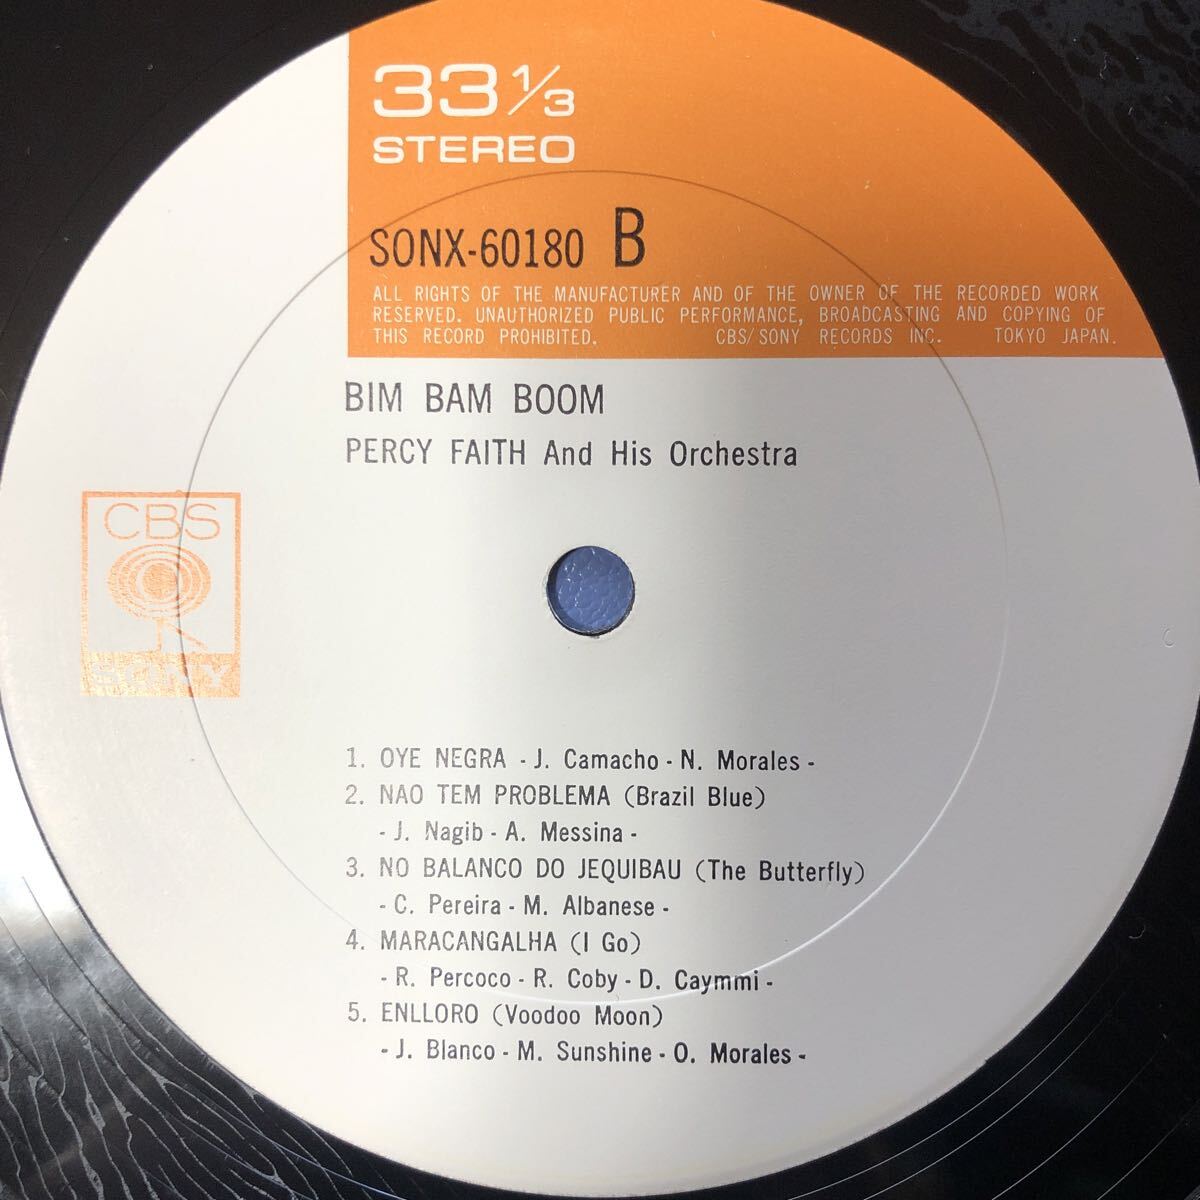 33 1/3
STEREO
SONX-60180 B
ALL RIGHTS OF THE MANUFACTURER AND OF THE OWNER OF THE RECORDED WORK
RESERVED. UNAUTHORIZED PUBLIC PERFORMANCE, BROADCASTING AND COPYING OF
THIS RECORD PROHIBITED. CBS/SONY RECORDS INC. TOKYO JAPAN.
BIM BAM BOOM
PERCY FAITH And His Orchestra
CBS
SONY
1. OYE NEGRA - J. Camacho - N. Morales -
2. NAO TEM PROBLEMA (Brazil Blue)
- J. Nagib - A. Messina -
3. NO BALANCO DO JEQUIBAU (The Butterfly)
- C. Pereira - M. Albanese -
4. MARACANGALHA (I Go)
- R. Percoco - R. Coby - D. Caymmi -
5. ENLLORO (Voodoo Moon)
- J. Blanco - M. Sunshine - O. Morales -